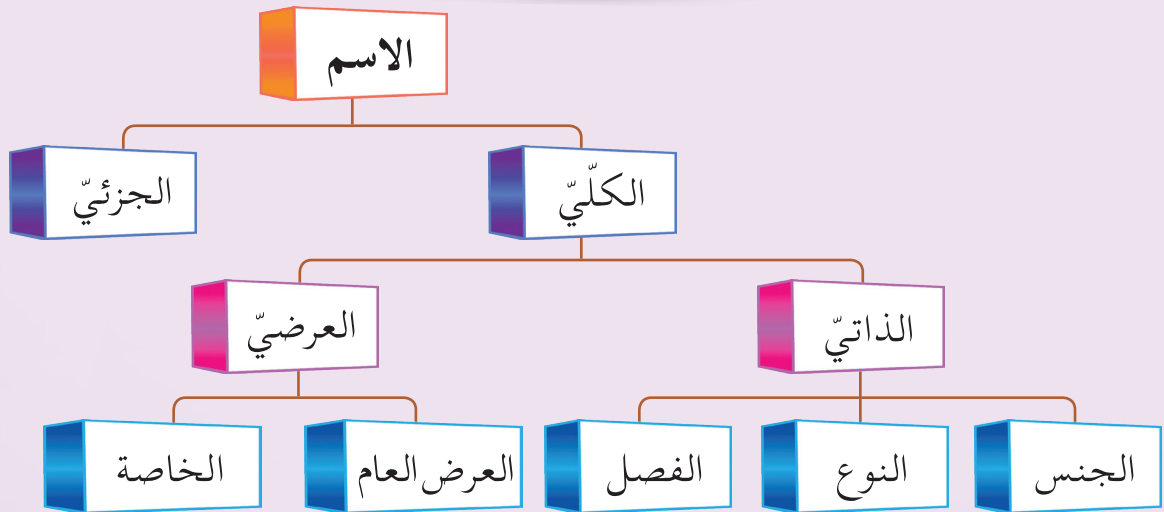 الاسم
الكلّيّ
الجزئيّ
الذاتيّ
العرضيّ
الجنس
النوع
الفصل
العرض العام
الخاصة